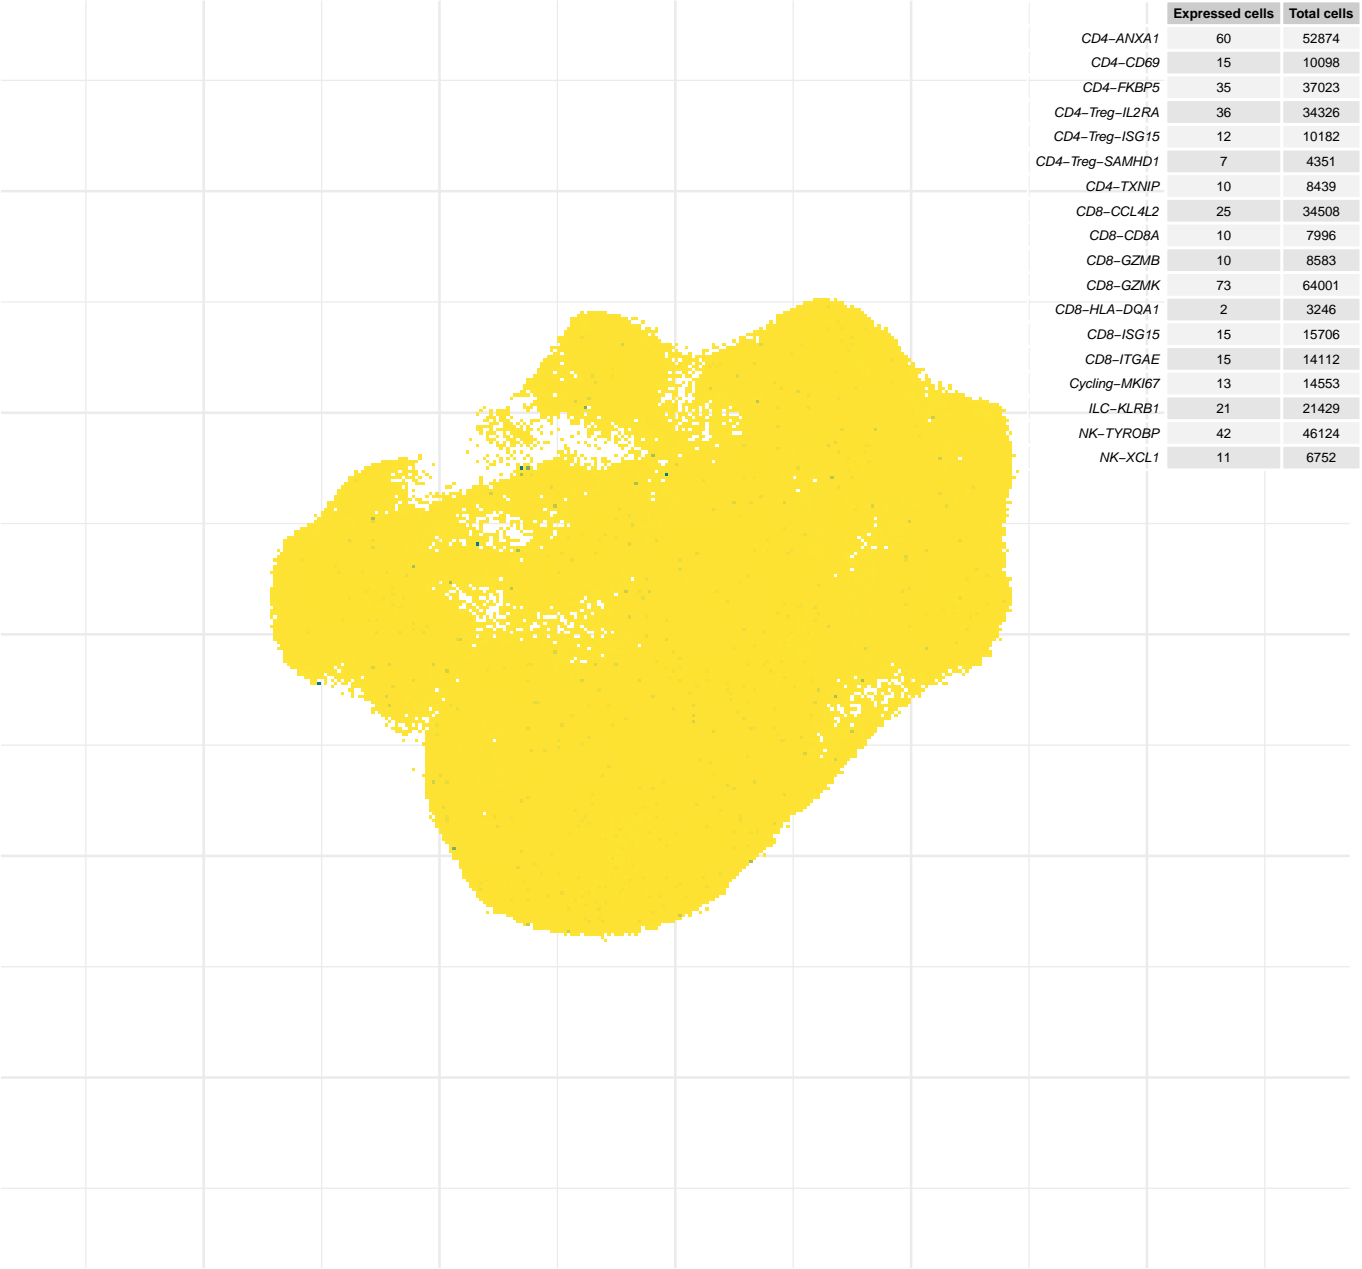 Expressed cells Total cells
CD4−ANXA1 60 52874
CD4−CD69 15 10098
CD4−FKBP5 35 37023
CD4−Treg−IL2RA 36 34326
CD4−Treg−ISG15 12 10182
CD4−Treg−SAMHD1 7 4351
CD4−TXNIP 10 8439
CD8−CCL4L2 25 34508
CD8−CD8A 10 7996
CD8−GZMB 10 8583
CD8−GZMK 73 64001
CD8−HLA−DQA1 2 3246
CD8−ISG15 15 15706
CD8−ITGAE 15 14112
Cycling−MKI67 13 14553
ILC−KLRB1 21 21429
NK−TYROBP 42 46124
NK−XCL1 11 6752